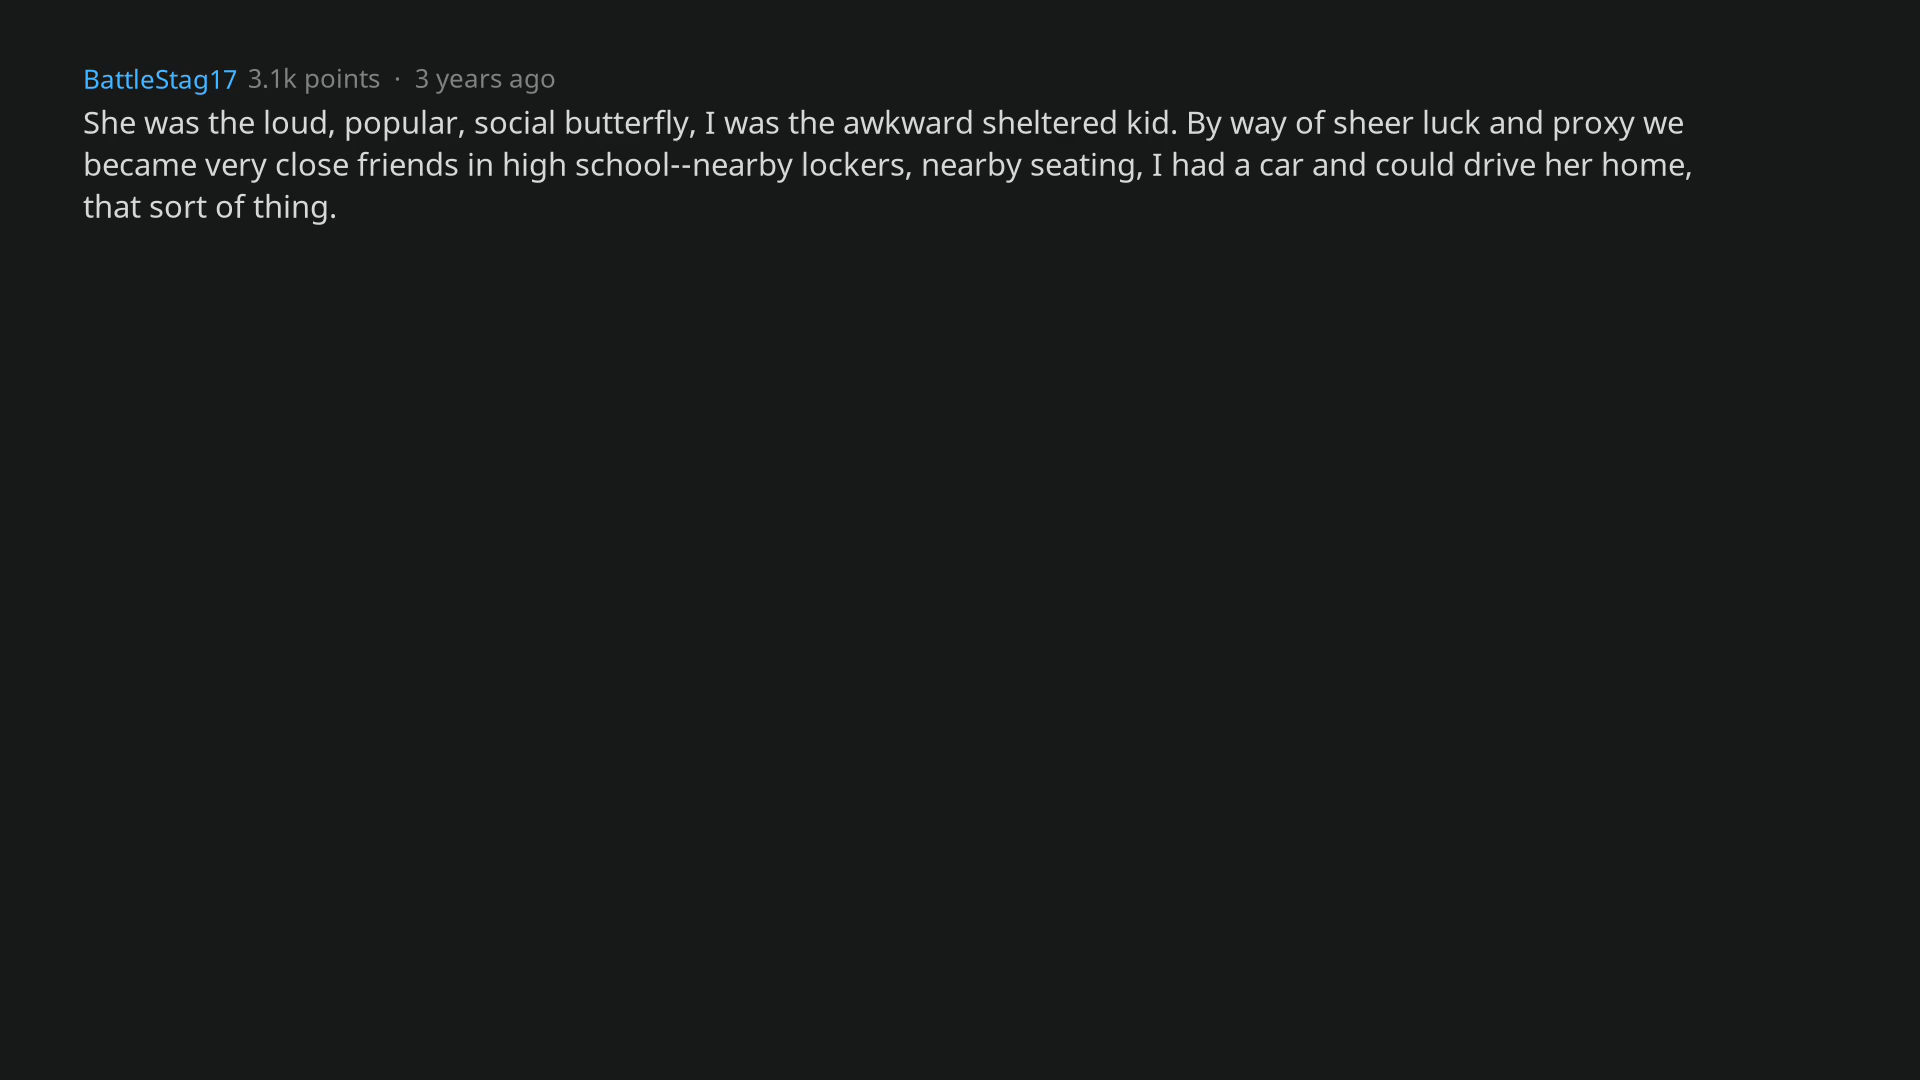 BattleStag17 3.1k points · 3 years ago
She was the loud, popular, social butterfly, I was the awkward sheltered kid. By way of sheer luck and proxy we
became very close friends in high school--nearby lockers, nearby seating, I had a car and could drive her home,
that sort of thing.